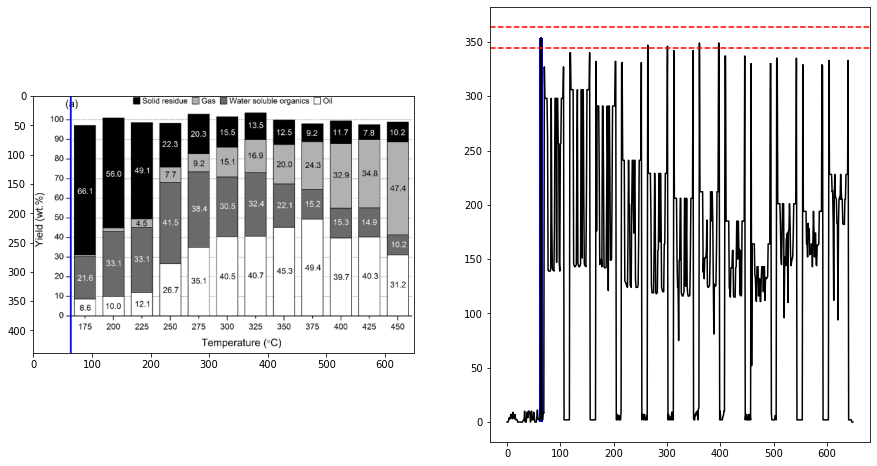 (a)
Solid residue Gas Water soluble organics Oil
Yield (wt.%)
100
90
80
70
60
50
40
30
20
10
0
66.1 56.0 49.1 22.3 20.3 15.5 13.5 12.5 9.2 11.7 7.8 10.2
4.5 7.7 9.2 15.1 16.9 20.0 24.3 32.9 34.8 47.4
21.6 33.1 33.1 41.5 38.4 30.5 32.4 22.1 15.2 15.3 14.9 10.2
8.6 10.0 12.1 26.7 35.1 40.5 40.7 45.3 49.4 39.7 40.3 31.2
175 200 225 250 275 300 325 350 375 400 425 450
Temperature (°C)
0
50
100
150
200
250
300
350
400
0 100 200 300 400 500 600
350
300
250
200
150
100
50
0
0 100 200 300 400 500 600